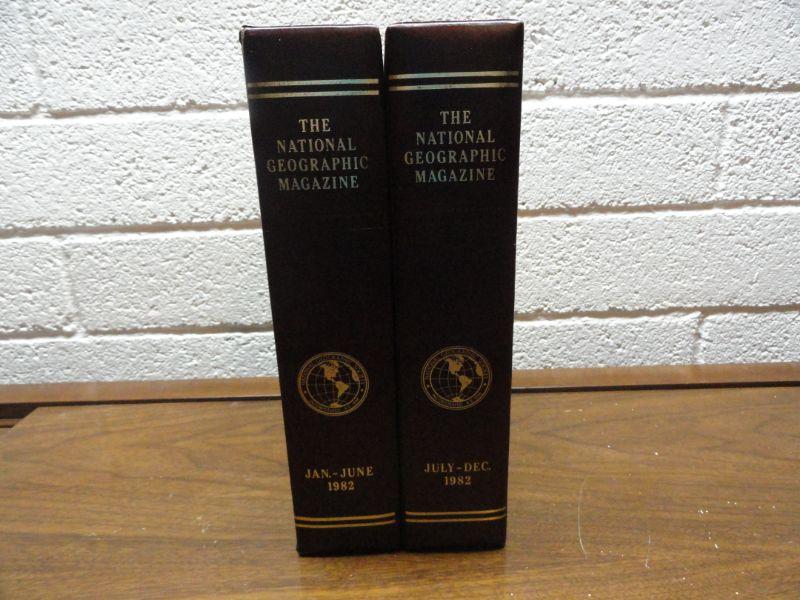 THE
NATIONAL
GEOGRAPHIC
MAGAZINE
JAN.-JUNE
1982
THE
NATIONAL
GEOGRAPHIC
MAGAZINE
JULY-DEC.
1982